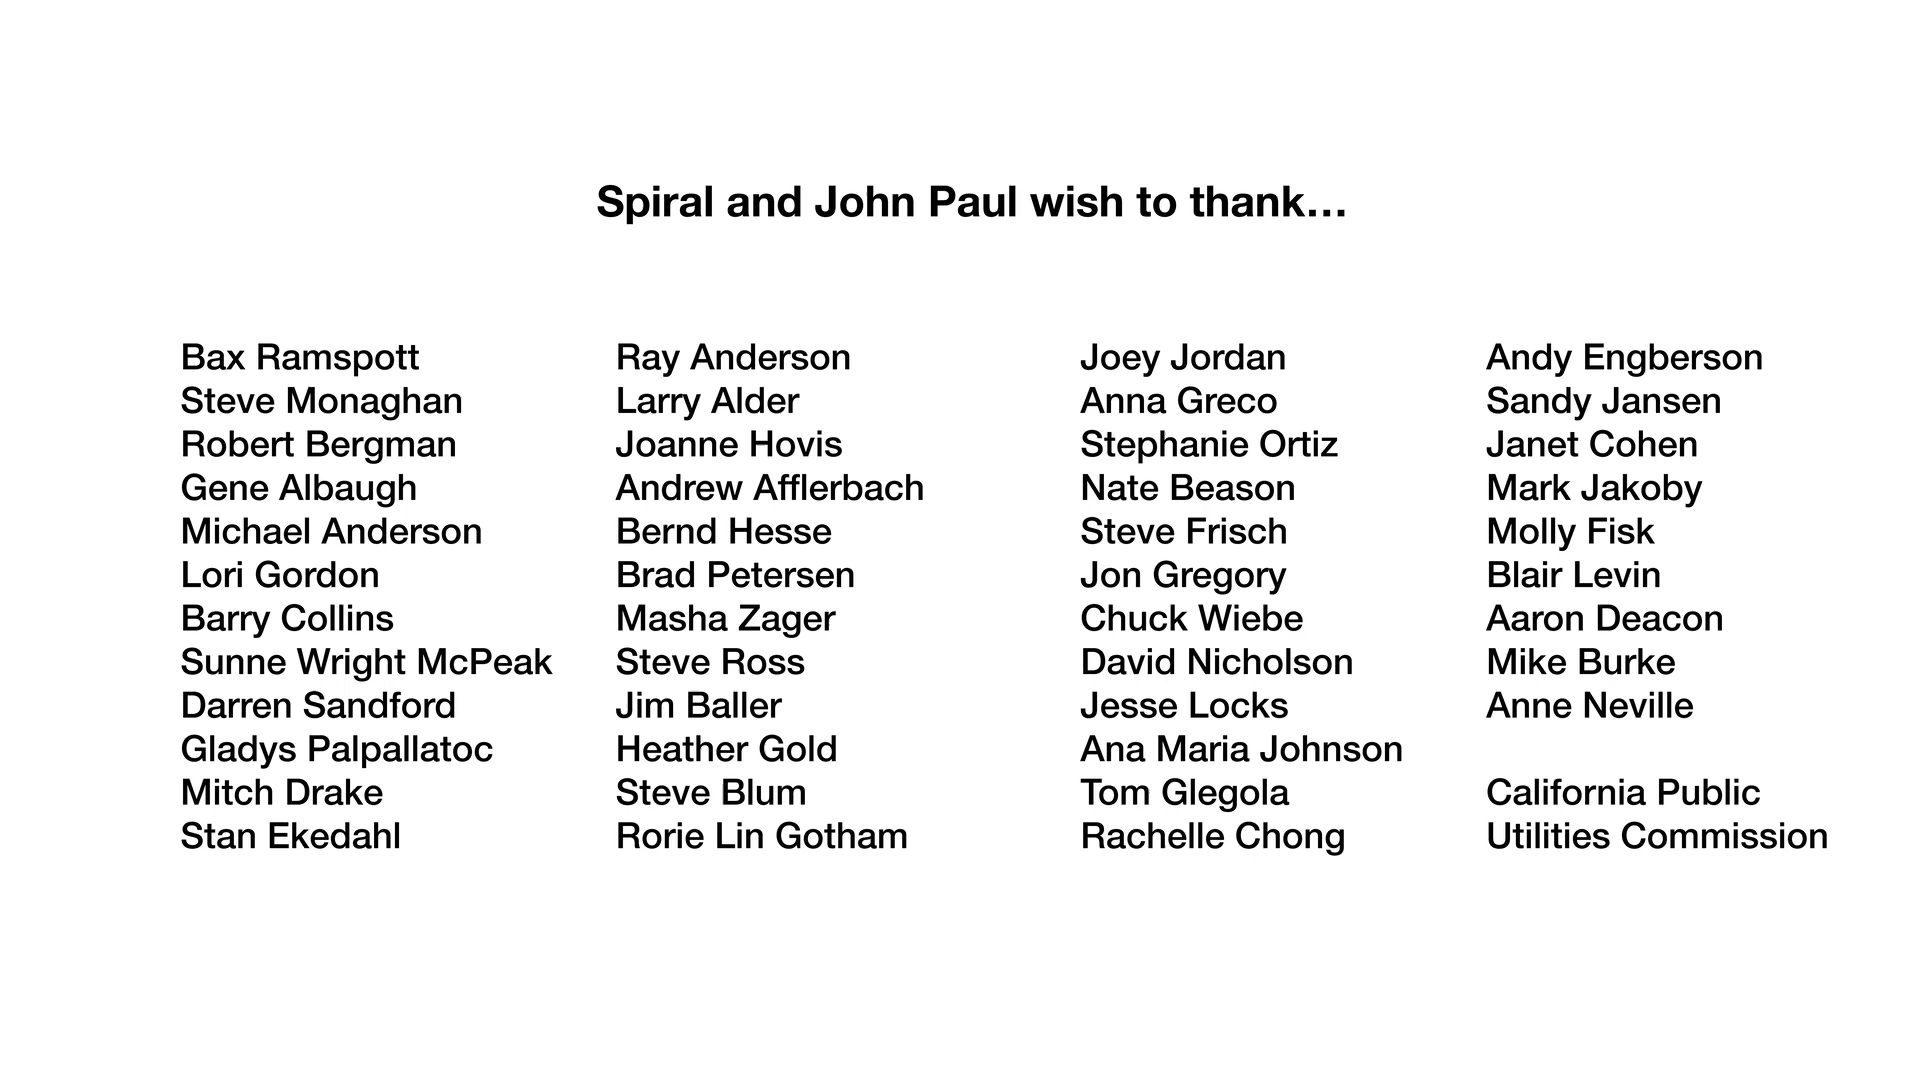 Spiral and John Paul wish to thank…
Bax Ramspott
Steve Monaghan
Robert Bergman
Gene Albaugh
Michael Anderson
Lori Gordon
Barry Collins
Sunne Wright McPeak
Darren Sandford
Gladys Palpallatoc
Mitch Drake
Stan Ekedahl
Ray Anderson
Larry Alder
Joanne Hovis
Andrew Afflerbach
Bernd Hesse
Brad Petersen
Masha Zager
Steve Ross
Jim Baller
Heather Gold
Steve Blum
Rorie Lin Gotham
Joey Jordan
Anna Greco
Stephanie Ortiz
Nate Beason
Steve Frisch
Jon Gregory
Chuck Wiebe
David Nicholson
Jesse Locks
Ana Maria Johnson
Tom Glegola
Rachelle Chong
Andy Engberson
Sandy Jansen
Janet Cohen
Mark Jakoby
Molly Fisk
Blair Levin
Aaron Deacon
Mike Burke
Anne Neville
California Public
Utilities Commission